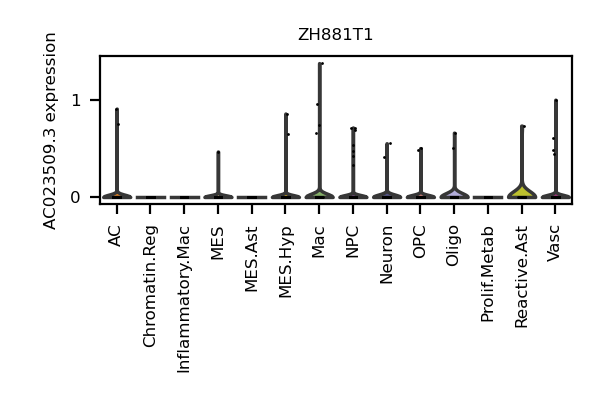 ZH881T1
AC023509.3 expression
1
0
AC
Chromatin.Reg
Inflammatory.Mac
MES
MES.Ast
MES.Hyp
Mac
NPC
Neuron
OPC
Oligo
Prolif.Metab
Reactive.Ast
Vasc